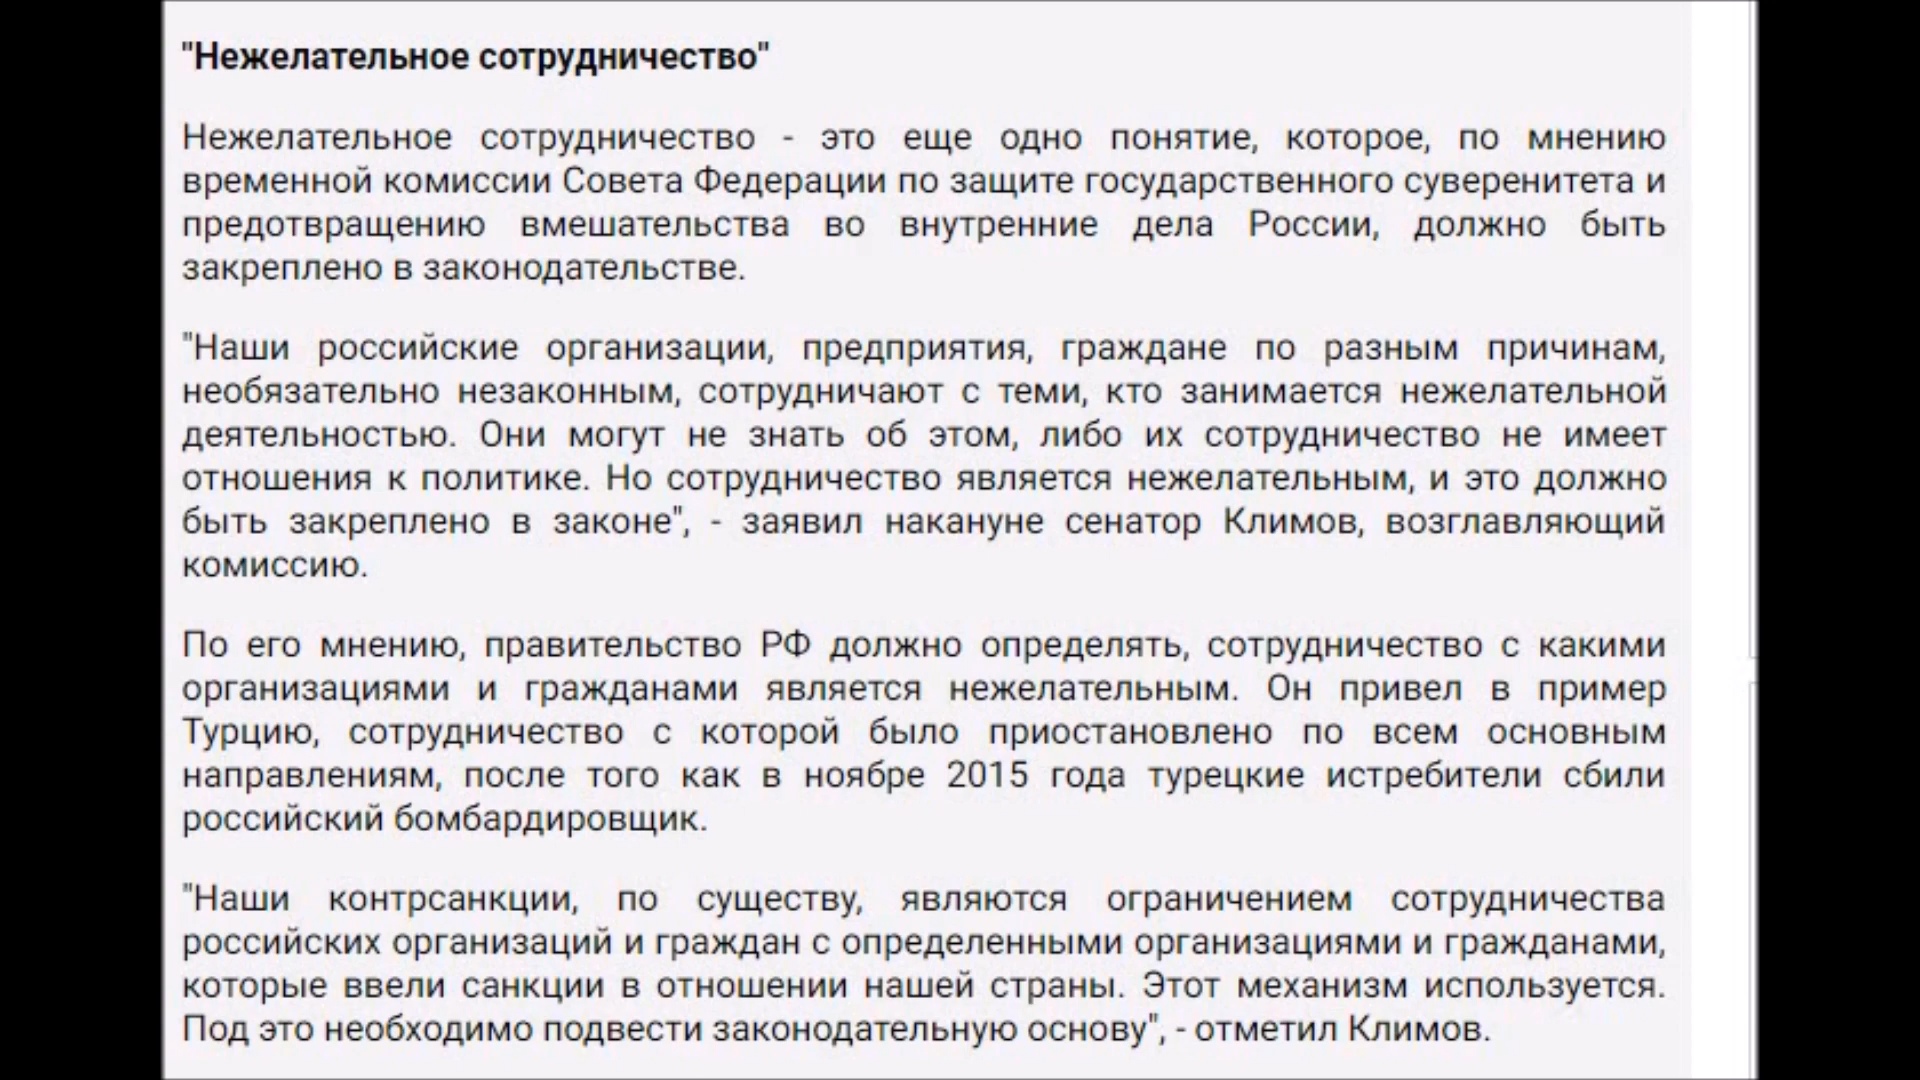 "Нежелательное сотрудничество"
Нежелательное сотрудничество - это еще одно понятие, которое, по мнению
временной комиссии Совета Федерации по защите государственного суверенитета и
предотвращению вмешательства во внутренние дела России, должно быть
закреплено в законодательстве.
"Наши российские организации, предприятия, граждане по разным причинам,
необязательно незаконным, сотрудничают с теми, кто занимается нежелательной
деятельностью. Они могут не знать об этом, либо их сотрудничество не имеет
отношения к политике. Но сотрудничество является нежелательным, и это должно
быть закреплено в законе", - заявил накануне сенатор Климов, возглавляющий
комиссию.
По его мнению, правительство РФ должно определять, сотрудничество с какими
организациями и гражданами является нежелательным. Он привел в пример
Турцию, сотрудничество с которой было приостановлено по всем основным
направлениям, после того как в ноябре 2015 года турецкие истребители сбили
российский бомбардировщик.
"Наши контрсанкции, по существу, являются ограничением сотрудничества
российских организаций и граждан с определенными организациями и гражданами,
которые ввели санкции в отношении нашей страны. Этот механизм используется.
Под это необходимо подвести законодательную основу", - отметил Климов.